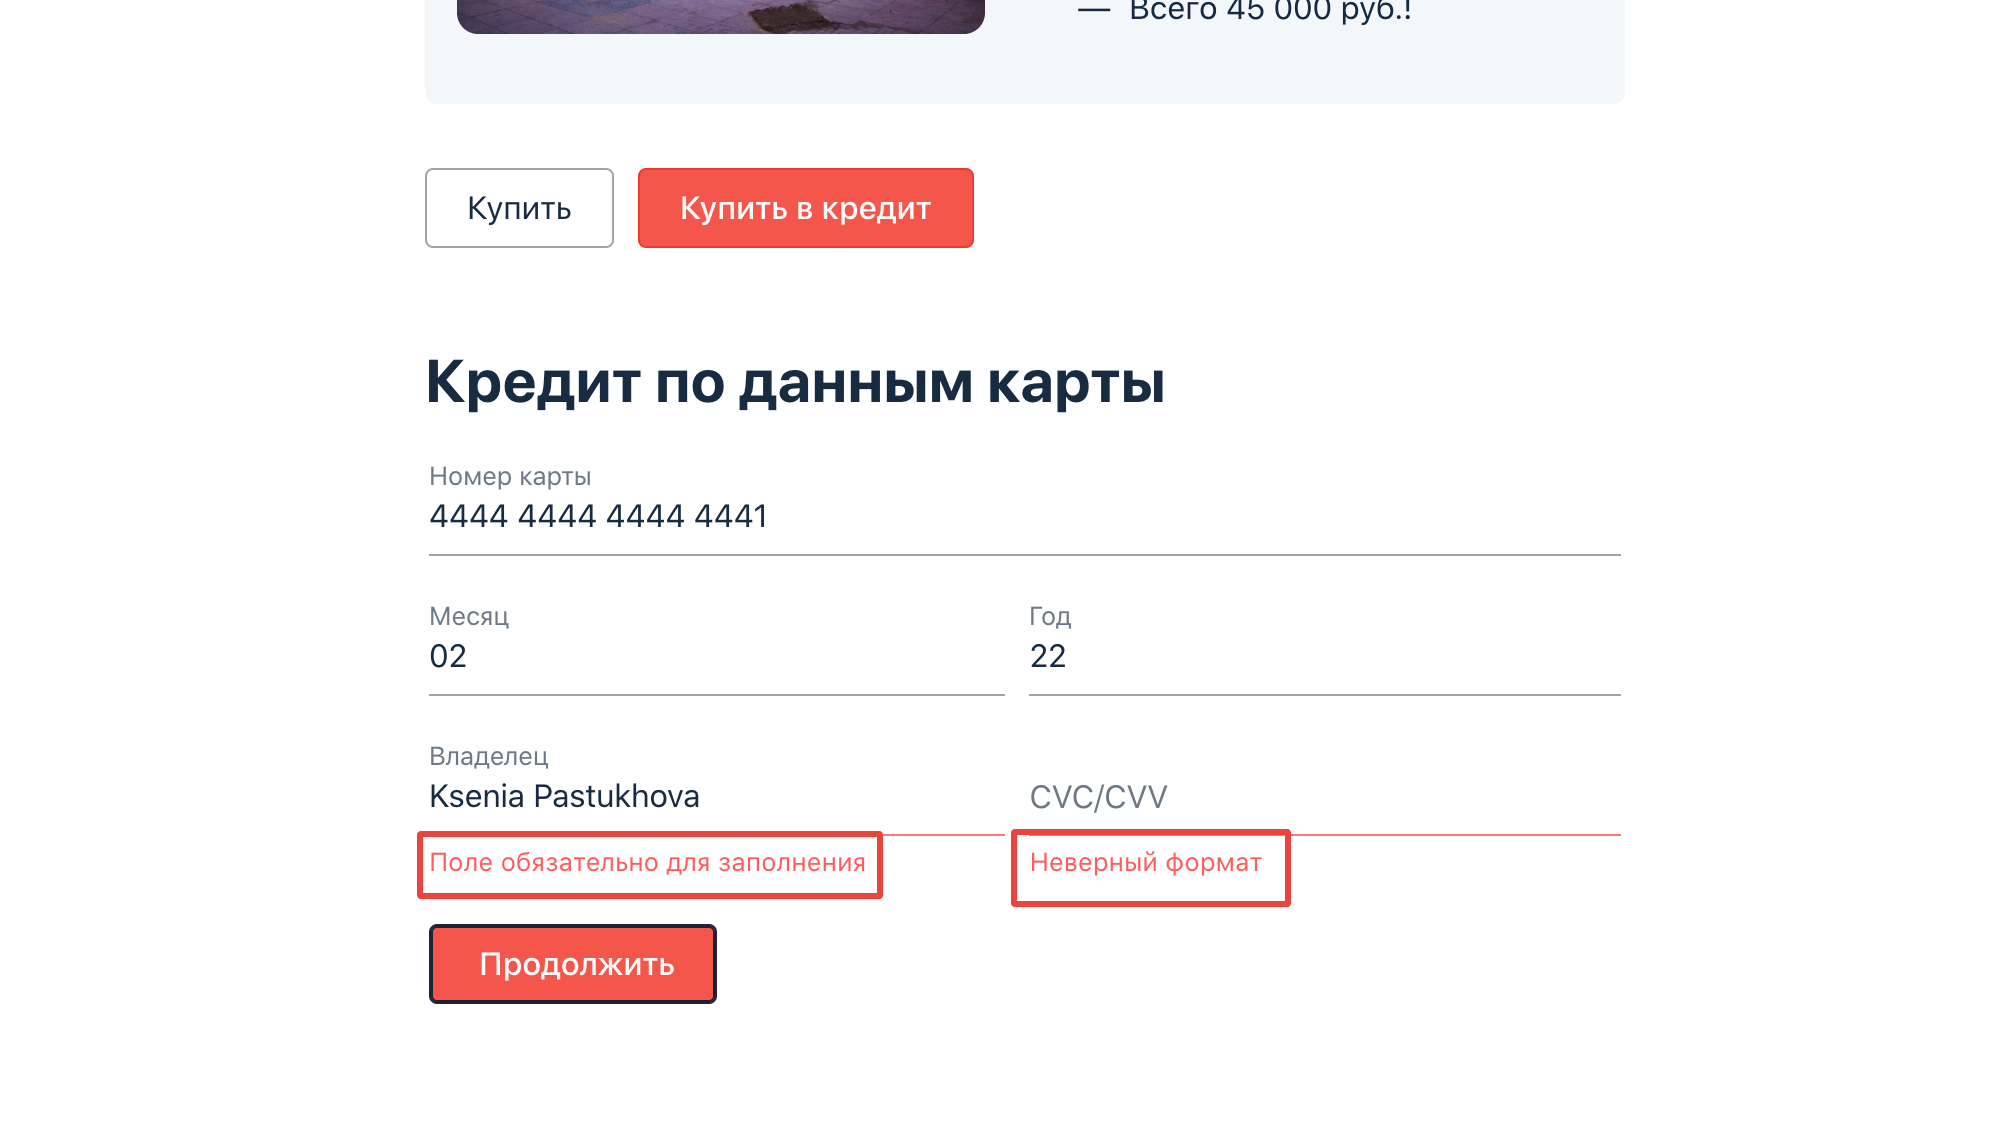 — Всего 45 000 руб.!
Купить
Купить в кредит
Кредит по данным карты
Номер карты
4444 4444 4444 4441
Месяц
Год
02
22
Владелец
Ksenia Pastukhova
CVC/CVV
Поле обязательно для заполнения
Неверный формат
Продолжить